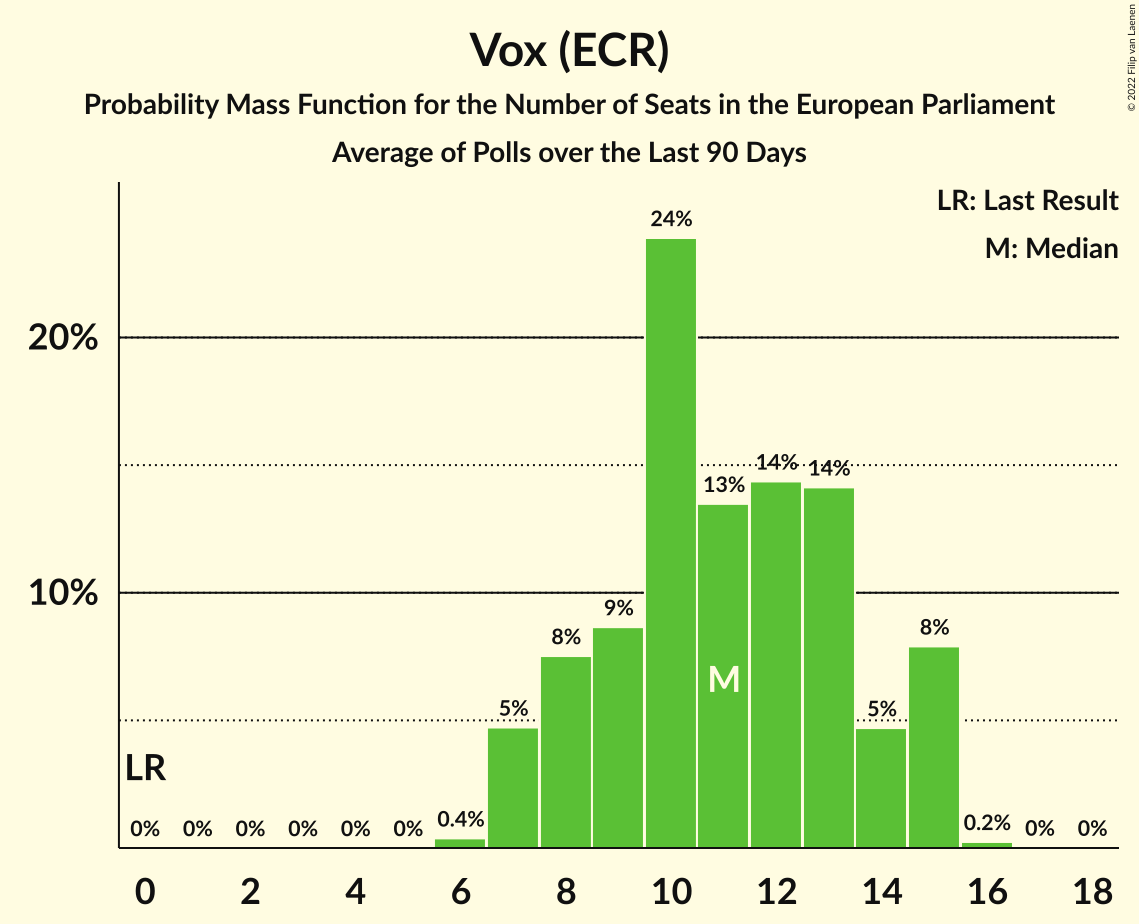 Vox (ECR)
Probability Mass Function for the Number of Seats in the European Parliament
Average of Polls over the Last 90 Days
© 2022 Filip van Laenen
LR: Last Result
M: Median
20%
10%
LR
M
0% 0% 0% 0% 0% 0% 0.4% 5% 8% 9% 24% 13% 14% 14% 5% 8% 0.2% 0% 0%
0 2 4 6 8 10 12 14 16 18